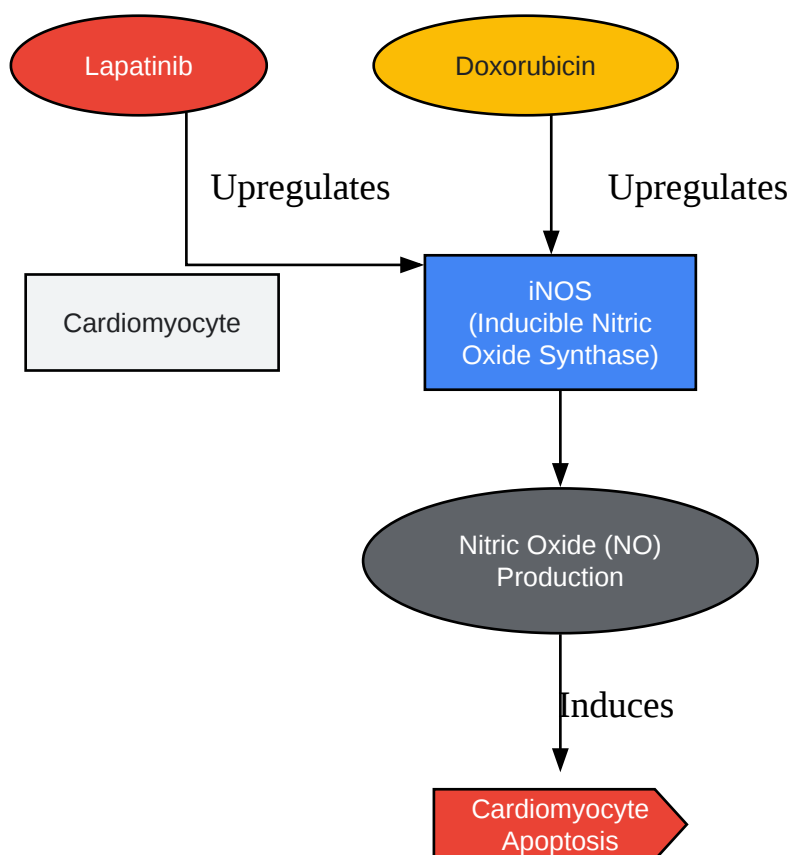 Lapatinib
Doxorubicin
Upregulates
Upregulates
Cardiomyocyte
iNOS
(Inducible Nitric
Oxide Synthase)
Nitric Oxide (NO)
Production
Induces
Cardiomyocyte
Apoptosis